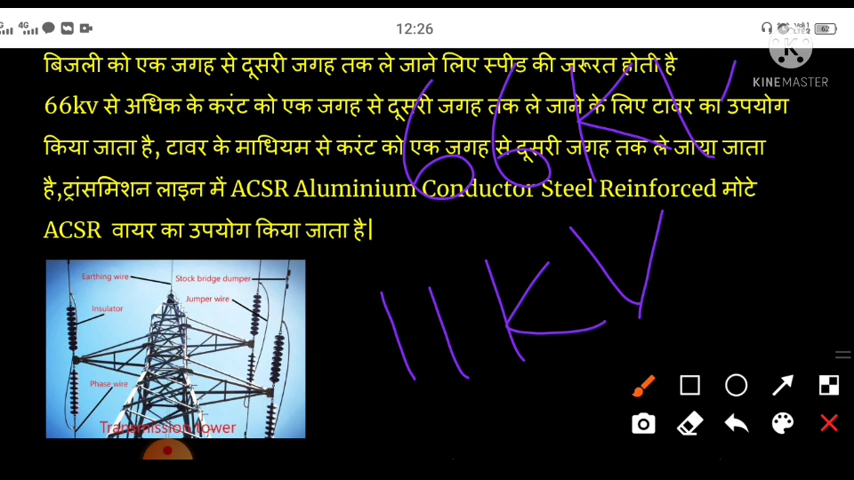 4G
12:26
62
KINEMASTER
बिजली को एक जगह से दूसरी जगह तक ले जाने लिए स्पीड की जरूरत होती है
66kv से अधिक के करंट को एक जगह से दूसरी जगह तक ले जाने के लिए टावर का उपयोग
किया जाता है, टावर के माधियम से करंट को एक जगह से दूसरी जगह तक ले जाया जाता
है,ट्रांसमिशन लाइन में ACSR Aluminium Conductor Steel Reinforced मोटे
ACSR वायर का उपयोग किया जाता है|
66KV
11KV
Earthing wire
Stock bridge dumper
Jumper wire
Insulator
Phase wire
Transmission tower